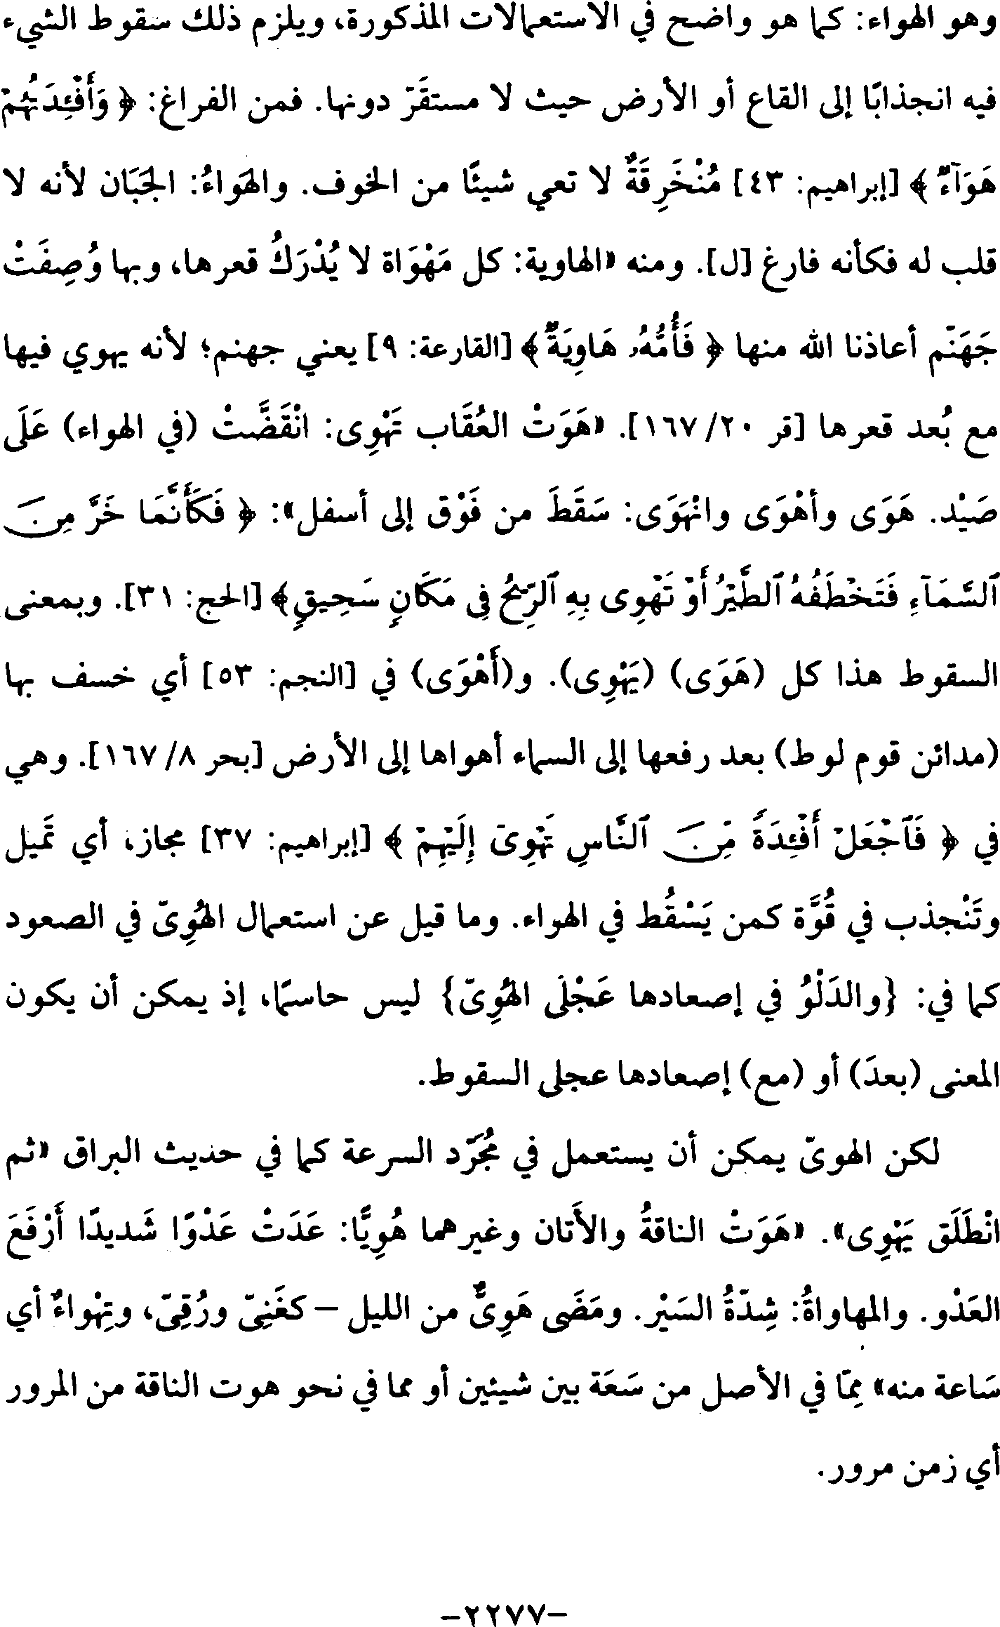 وهو الهواء: كما هو واضح في الاستعمالات المذكورة، ويلزم ذلك سقوط الشيء
فيه انجذابًا إلى القاع أو الأرض حيث لا مستقَرّ دونها. فمن الفراغ: ﴿ وَأَفْئِدَتُهُمْ
هَوَآءٌ ﴾ [إبراهيم: ٤٣] مُنْخَرِقَةٌ لا تعي شيئًا من الخوف. والهَواءُ: الجَبَان لأنه لا
قلب له فكأنه فارغ [ل]. ومنه «الهاوية: كل مَهْوَاة لا يُدْرَكُ قعرها، وبها وُصِفَتْ
جَهَنّم أعاذنا الله منها ﴿ فَأُمُّهُۥ هَاوِيَةٌ ﴾ [القارعة: ٩] يعني جهنم؛ لأنه يهوي فيها
مع بُعد قعرها [قر ٢٠/ ١٦٧]. «هَوَتْ العُقَاب تَهْوِى: انْقَضَّتْ (في الهواء) عَلَى
صَيْد. هَوَى وأهْوَى وانْهَوَى: سَقَطَ من فَوْق إلى أسفل»: ﴿ فَكَأَنَّمَا خَرَّ مِنَ
ٱلسَّمَآءِ فَتَخْطَفُهُ ٱلطَّيْرُ أَوْ تَهْوِى بِهِ ٱلرِّيحُ فِى مَكَانٍ سَحِيقٍ ﴾ [الحج: ٣١]. وبمعنى
السقوط هذا كل (هَوَى) (يَهْوِى). و(أَهْوَى) في [النجم: ٥٣] أي خسف بها
(مدائن قوم لوط) بعد رفعها إلى السماء أهواها إلى الأرض [بحر ٨/ ١٦٧]. وهي
في ﴿ فَٱجْعَلْ أَفْئِدَةً مِّنَ ٱلنَّاسِ تَهْوِىٓ إِلَيْهِمْ ﴾ [إبراهيم: ٣٧] مجاز، أي تَميل
وتَنْجذب في قُوَّة كمن يَسْقُط في الهواء. وما قيل عن استعمال الهُوِىّ في الصعود
كما في: {والدَلْوُ في إصعادها عَجْلَى الهُوِىّ} ليس حاسمًا، إذ يمكن أن يكون
المعنى (بعدَ) أو (مع) إصعادها عجلى السقوط.
لكن الهوىّ يمكن أن يستعمل في مُجَرّد السرعة كما في حديث البراق «ثم
انْطَلَق يَهْوِى». «هَوَتْ الناقةُ والأَتان وغيرهما هُوِيًّا: عَدَتْ عَدْوًا شَديدًا أَرْفَعَ
العَدْو. والمهاواةُ: شِدّةُ السَيْر. ومَضَى هَوِىٌّ من الليل – كغَنِىّ ورُقِىّ، وتِهْواءٌ أي
سَاعة منه» مِمّا في الأصل من سَعَة بين شيئين أو مما في نحو هوت الناقة من المرور
أي زمن مرور.
-٢٢٧٧-